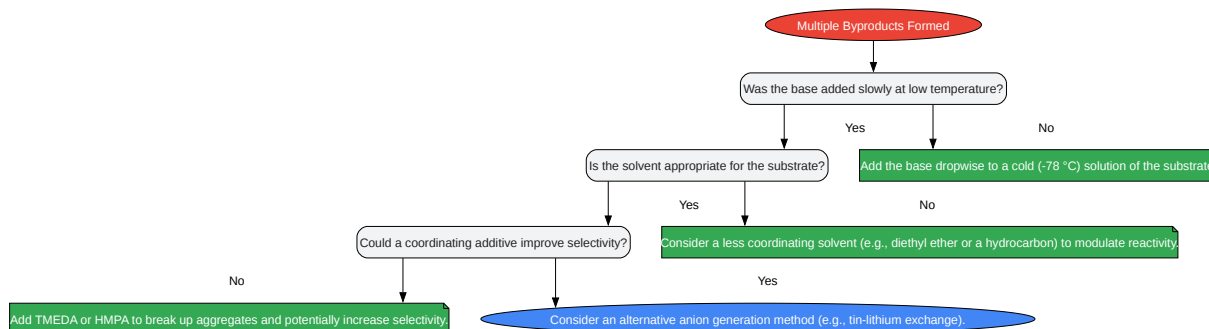 Multiple Byproducts Formed
Was the base added slowly at low temperature?
Yes
No
Is the solvent appropriate for the substrate?
Add the base dropwise to a cold (-78 °C) solution of the substrate
Yes
No
Could a coordinating additive improve selectivity?
Consider a less coordinating solvent (e.g., diethyl ether or a hydrocarbon) to modulate reactivity.
No
Yes
Add TMEDA or HMPA to break up aggregates and potentially increase selectivity.
Consider an alternative anion generation method (e.g., tin-lithium exchange).